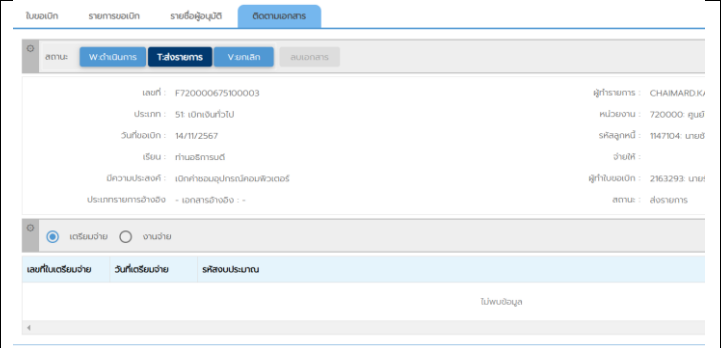 ใบขอเบิก รายการขอเบิก รายชื่อผู้อนุมัติ ติดตามเอกสาร
สถานะ W:ดำเนินการ T:ส่งรายการ V:ยกเลิก ลบเอกสาร
เลขที่ : F720000675100003 ผู้ทำรายการ : CHAIMARD.KA
ประเภท : 51: เบิกเงินทั่วไป หน่วยงาน : 720000: ศูนย์
วันที่ขอเบิก : 14/11/2567 รหัสลูกหนี้ : 1147104: นายช
เรียน : ท่านอธิการบดี จ่ายให้ :
มีความประสงค์ : เบิกค่าซ่อมอุปกรณ์คอมพิวเตอร์ ผู้ทำใบขอเบิก : 2163293: นาย
ประเภทรายการอ้างอิง - เอกสารอ้างอิง : - สถานะ : ส่งรายการ
เตรียมจ่าย งานจ่าย
เลขที่ใบเตรียมจ่าย วันที่เตรียมจ่าย รหัสงบประมาณ
ไม่พบข้อมูล